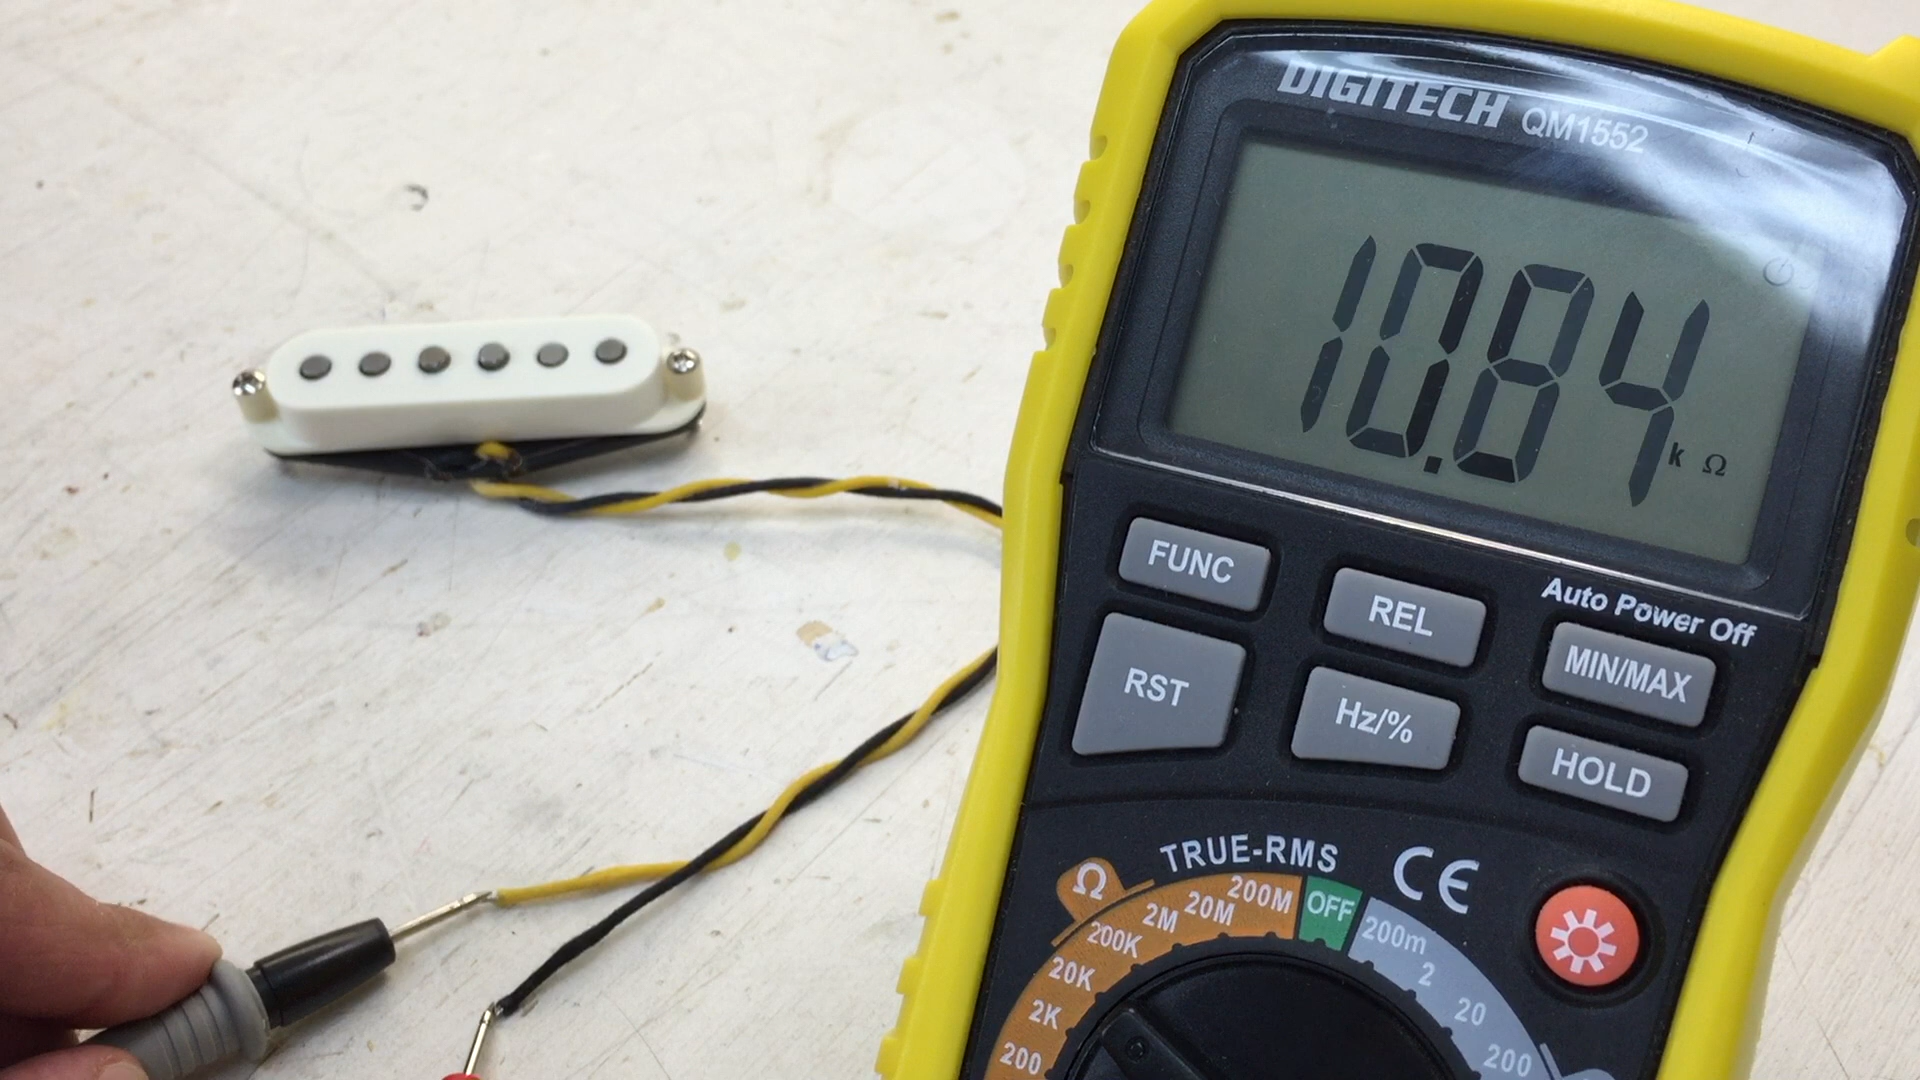 DIGITECH QM1552
10.84 k Ω
FUNC
REL
Auto Power Off
MIN/MAX
RST
Hz/%
HOLD
TRUE-RMS
CE
Ω
200
2K
20K
200K
2M
20M
200M
OFF
200m
2
20
200